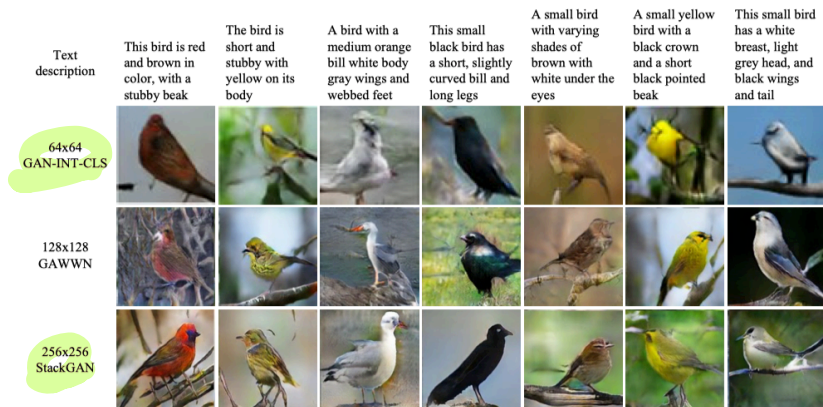 Text
description
This bird is red
and brown in
color, with a
stubby beak
The bird is
short and
stubby with
yellow on its
body
A bird with a
medium orange
bill white body
gray wings and
webbed feet
This small
black bird has
a short, slightly
curved bill and
long legs
A small bird
with varying
shades of
brown with
white under the
eyes
A small yellow
bird with a
black crown
and a short
black pointed
beak
This small bird
has a white
breast, light
grey head, and
black wings
and tail
64x64
GAN-INT-CLS
128x128
GAWWN
256x256
StackGAN